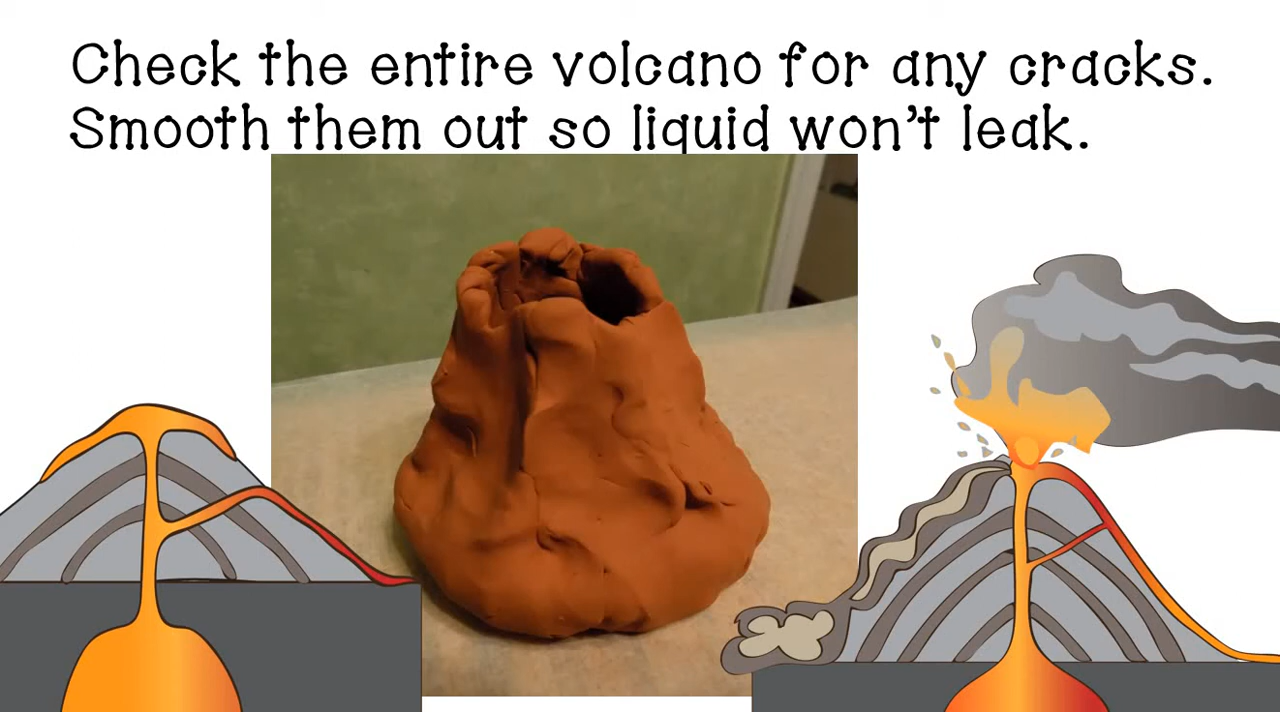 Check the entire volcano for any cracks.
Smooth them out so liquid won't leak.